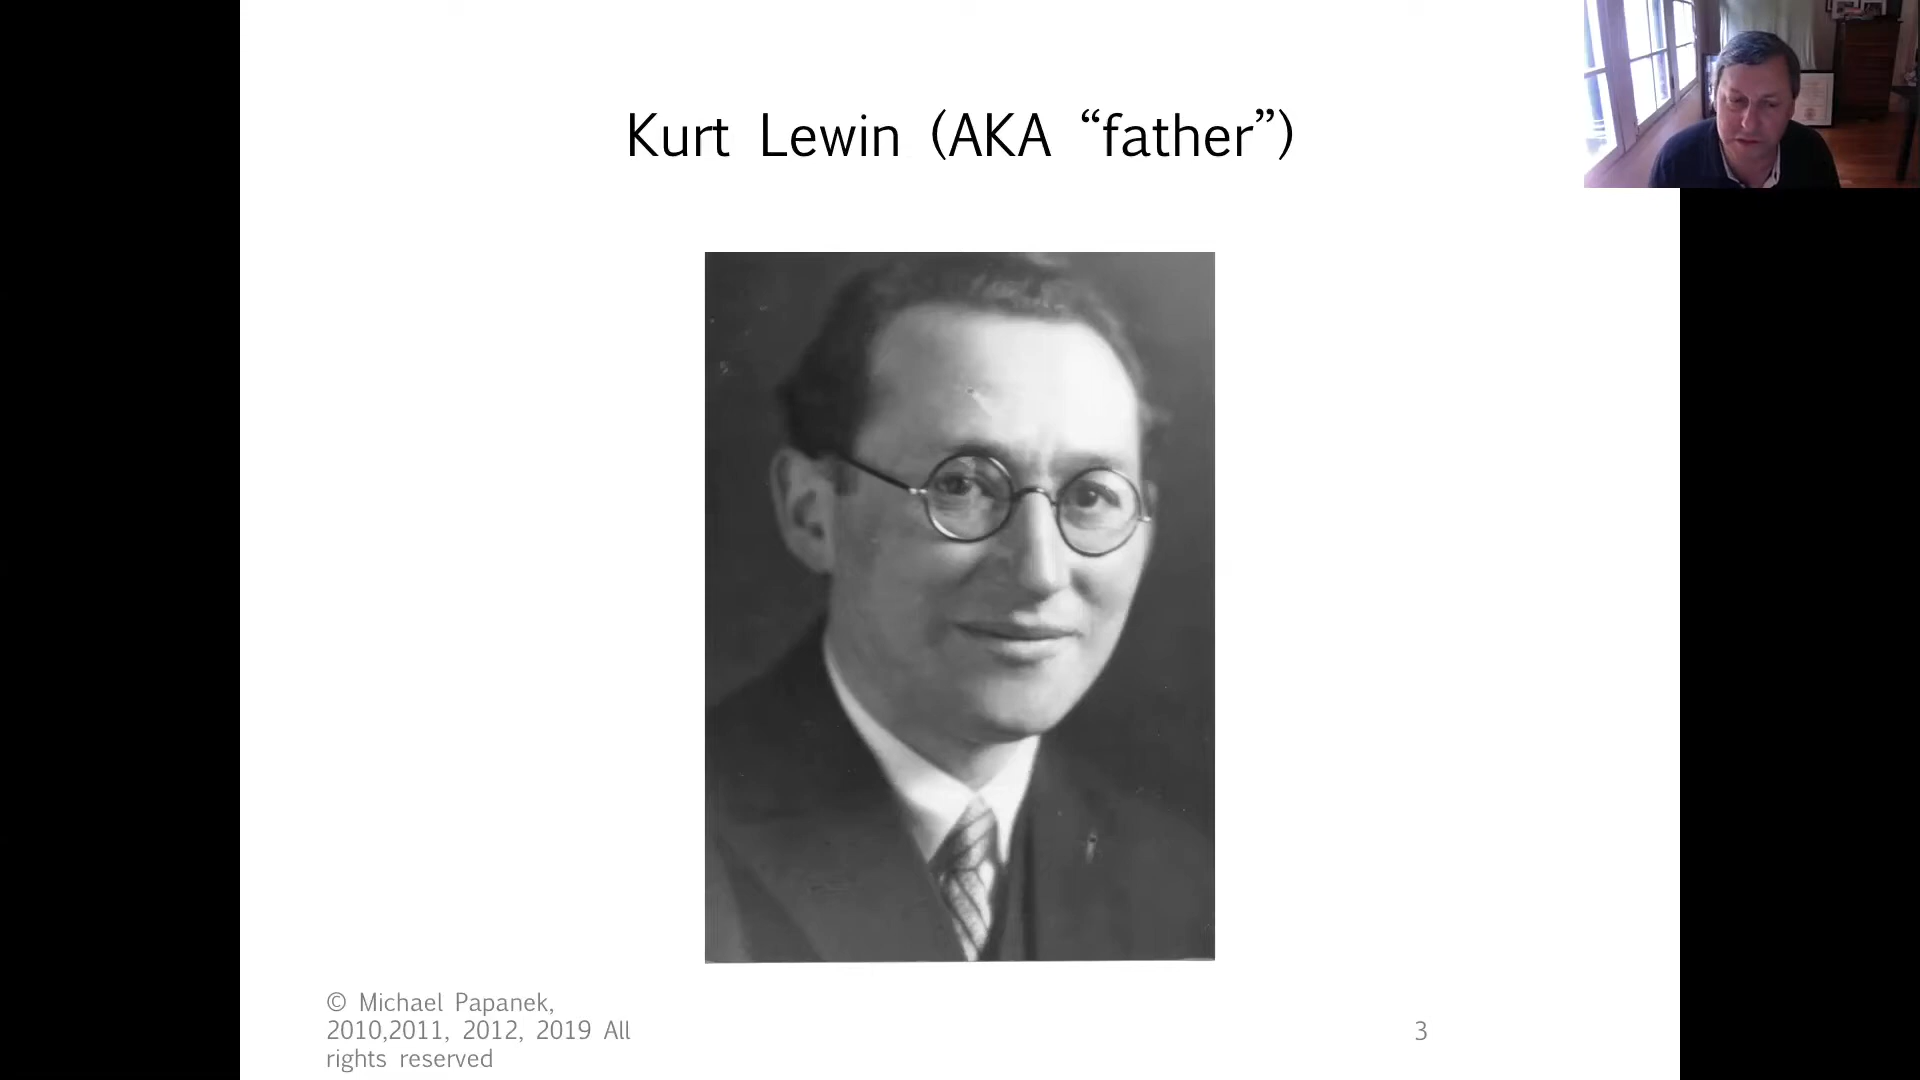 Kurt Lewin (AKA “father”)
© Michael Papanek,
2010,2011, 2012, 2019 All
rights reserved
3